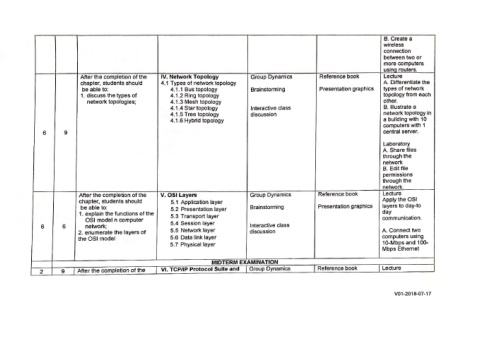 B. Create a
wireless
connection
between two or
more computers
using routers.
6
9
After the completion of the
chapter, students should
be able to:
1. discuss the types of
network topologies;
IV. Network Topology
4.1 Types of network topology
4.1.1 Bus topology
4.1.2 Ring topology
4.1.3 Mesh topology
4.1.4 Star topology
4.1.5 Tree topology
4.1.6 Hybrid topology
Group Dynamics
Brainstorming
Interactive class
discussion
Reference book
Presentation graphics
Lecture
A. Differentiate the
types of network
topology from each
other.
B. Illustrate a
network topology in
a building with 10
computers with 1
central server.
Laboratory
A. Share files
through the
network
B. Edit file
permissions
through the
network.
6
6
After the completion of the
chapter, students should
be able to:
1. explain the functions of the
OSI model n computer
network;
2. enumerate the layers of
the OSI model
V. OSI Layers
5.1 Application layer
5.2 Presentation layer
5.3 Transport layer
5.4 Session layer
5.5 Network layer
5.6 Data link layer
5.7 Physical layer
Group Dynamics
Brainstorming
Interactive class
discussion
Reference book
Presentation graphics
Lecture
Apply the OSI
layers to day-to
day
communication.
A. Connect two
computers using
10-Mbps and 100-
Mbps Ethernet
MIDTERM EXAMINATION
2
9
After the completion of the
VI. TCP/IP Protocol Suite and
Group Dynamics
Reference book
Lecture
V01-2018-07-17